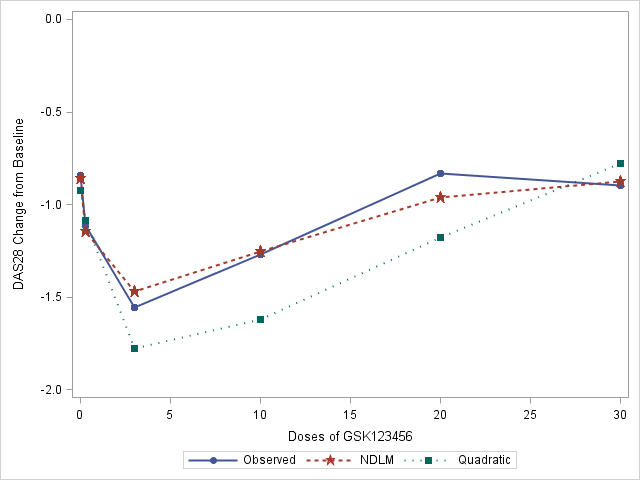 0.0
-0.5
-1.0
-1.5
-2.0
DAS28 Change from Baseline
0 5 10 15 20 25 30
Doses of GSK123456
Observed NDLM Quadratic